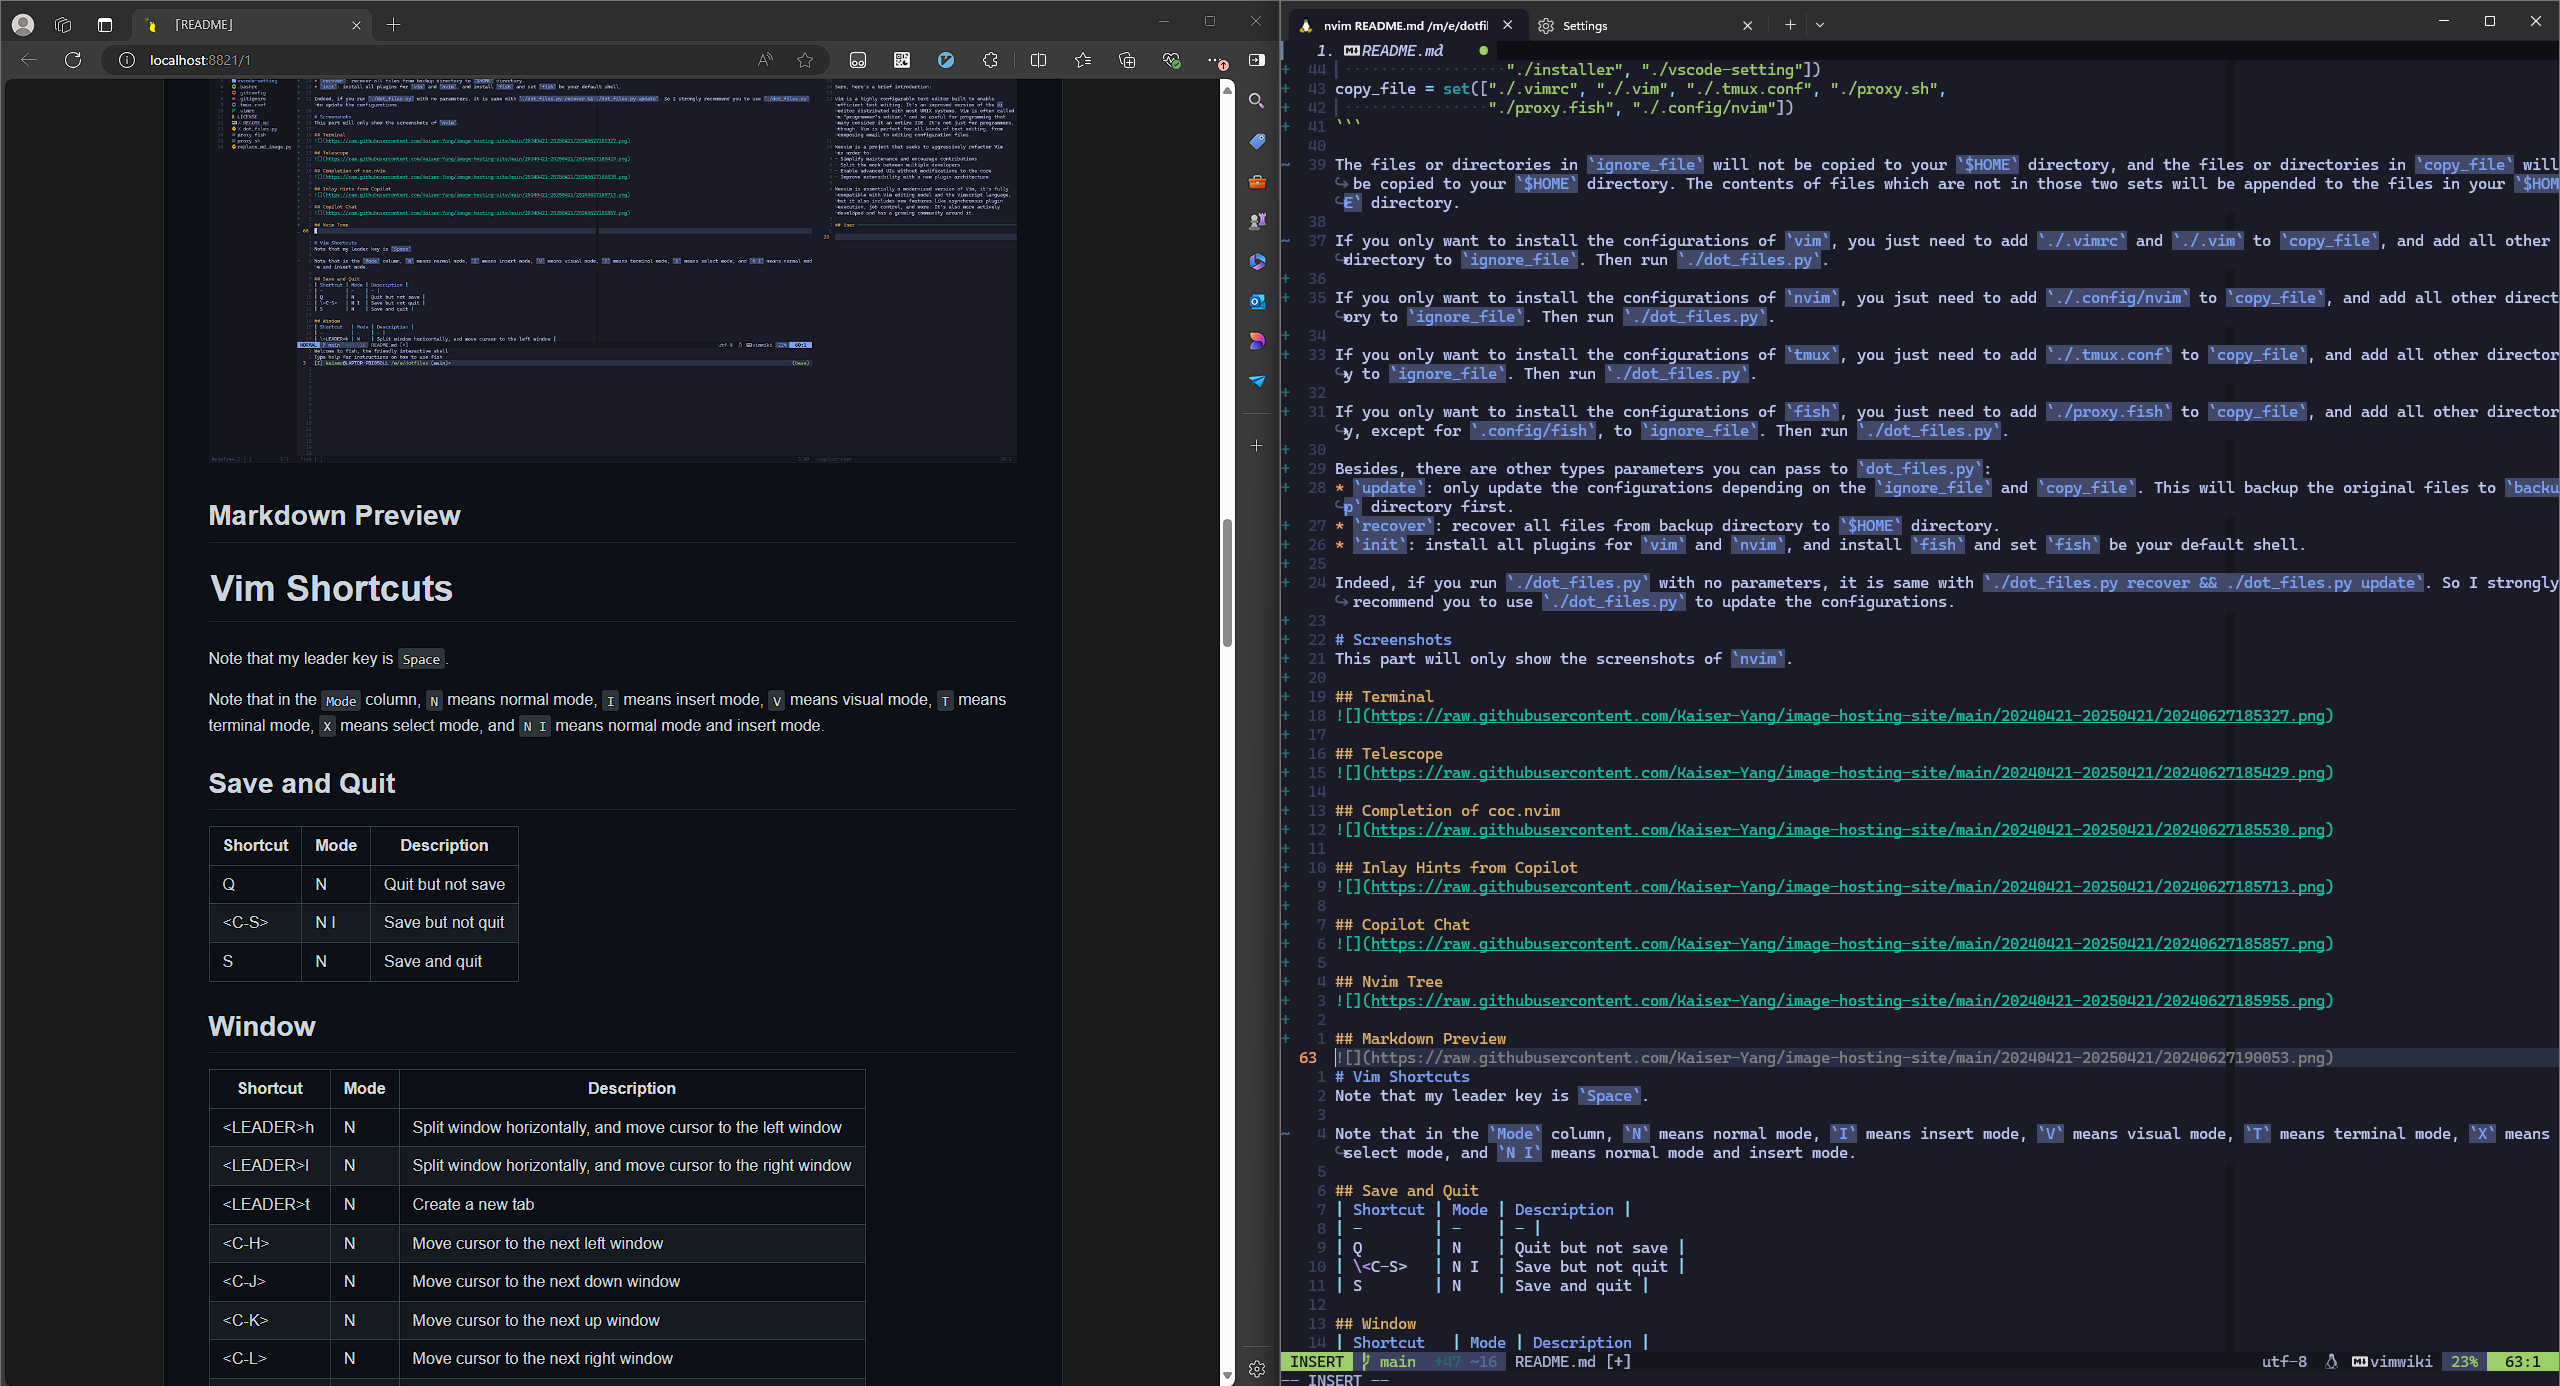 [README]
localhost:8821/1
Markdown Preview
Vim Shortcuts
Note that my leader key is Space.
Note that in the Mode column, N means normal mode, I means insert mode, V means visual mode, T means
terminal mode, X means select mode, and N I means normal mode and insert mode.
Save and Quit
Shortcut Mode Description
Q N Quit but not save
<C-S> N I Save but not quit
S N Save and quit
Window
Shortcut Mode Description
<LEADER>h N Split window horizontally, and move cursor to the left window
<LEADER>l N Split window horizontally, and move cursor to the right window
<LEADER>t N Create a new tab
<C-H> N Move cursor to the next left window
<C-J> N Move cursor to the next down window
<C-K> N Move cursor to the next up window
<C-L> N Move cursor to the next right window
nvim README.md /m/e/dotfil
Settings
1. README.md
44 "./installer", "./vscode-setting"])
43 copy_file = set(["./.vimrc", "./.vim", "./.tmux.conf", "./proxy.sh",
42 "./proxy.fish", "./.config/nvim"])
41 ```
40
39 The files or directories in `ignore_file` will not be copied to your `$HOME` directory, and the files or directories in `copy_file` will
be copied to your `$HOME` directory. The contents of files which are not in those two sets will be appended to the files in your `$HOM
E` directory.
38
37 If you only want to install the configurations of `vim`, you just need to add `./.vimrc` and `./.vim` to `copy_file`, and add all other
directory to `ignore_file`. Then run `./dot_files.py`.
36
35 If you only want to install the configurations of `nvim`, you jsut need to add `./.config/nvim` to `copy_file`, and add all other direct
ory to `ignore_file`. Then run `./dot_files.py`.
34
33 If you only want to install the configurations of `tmux`, you just need to add `./.tmux.conf` to `copy_file`, and add all other director
y to `ignore_file`. Then run `./dot_files.py`.
32
31 If you only want to install the configurations of `fish`, you just need to add `./proxy.fish` to `copy_file`, and add all other director
y, except for `.config/fish`, to `ignore_file`. Then run `./dot_files.py`.
30
29 Besides, there are other types parameters you can pass to `dot_files.py`:
28 * `update`: only update the configurations depending on the `ignore_file` and `copy_file`. This will backup the original files to `backu
p` directory first.
27 * `recover`: recover all files from backup directory to `$HOME` directory.
26 * `init`: install all plugins for `vim` and `nvim`, and install `fish` and set `fish` be your default shell.
25
24 Indeed, if you run `./dot_files.py` with no parameters, it is same with `./dot_files.py recover && ./dot_files.py update`. So I strongly
recommend you to use `./dot_files.py` to update the configurations.
23
22 # Screenshots
21 This part will only show the screenshots of `nvim`.
20
19 ## Terminal
18 ![](https://raw.githubusercontent.com/Kaiser-Yang/image-hosting-site/main/20240421-20250421/20240627185327.png)
17
16 ## Telescope
15 ![](https://raw.githubusercontent.com/Kaiser-Yang/image-hosting-site/main/20240421-20250421/20240627185429.png)
14
13 ## Completion of coc.nvim
12 ![](https://raw.githubusercontent.com/Kaiser-Yang/image-hosting-site/main/20240421-20250421/20240627185530.png)
11
10 ## Inlay Hints from Copilot
9 ![](https://raw.githubusercontent.com/Kaiser-Yang/image-hosting-site/main/20240421-20250421/20240627185713.png)
8
7 ## Copilot Chat
6 ![](https://raw.githubusercontent.com/Kaiser-Yang/image-hosting-site/main/20240421-20250421/20240627185857.png)
5
4 ## Nvim Tree
3 ![](https://raw.githubusercontent.com/Kaiser-Yang/image-hosting-site/main/20240421-20250421/20240627185955.png)
2
1 ## Markdown Preview
63 ![](https://raw.githubusercontent.com/Kaiser-Yang/image-hosting-site/main/20240421-20250421/20240627190053.png)
1 # Vim Shortcuts
2 Note that my leader key is `Space`.
3
4 Note that in the `Mode` column, `N` means normal mode, `I` means insert mode, `V` means visual mode, `T` means terminal mode, `X` means
select mode, and `N I` means normal mode and insert mode.
5
6 ## Save and Quit
7 | Shortcut | Mode | Description |
8 | - | - | - |
9 | Q | N | Quit but not save |
10 | \<C-S> | N I | Save but not quit |
11 | S | N | Save and quit |
12
13 ## Window
14 | Shortcut | Mode | Description |
INSERT main +47 ~16 README.md [+] utf-8 vimwiki 23% 63:1
-- INSERT --